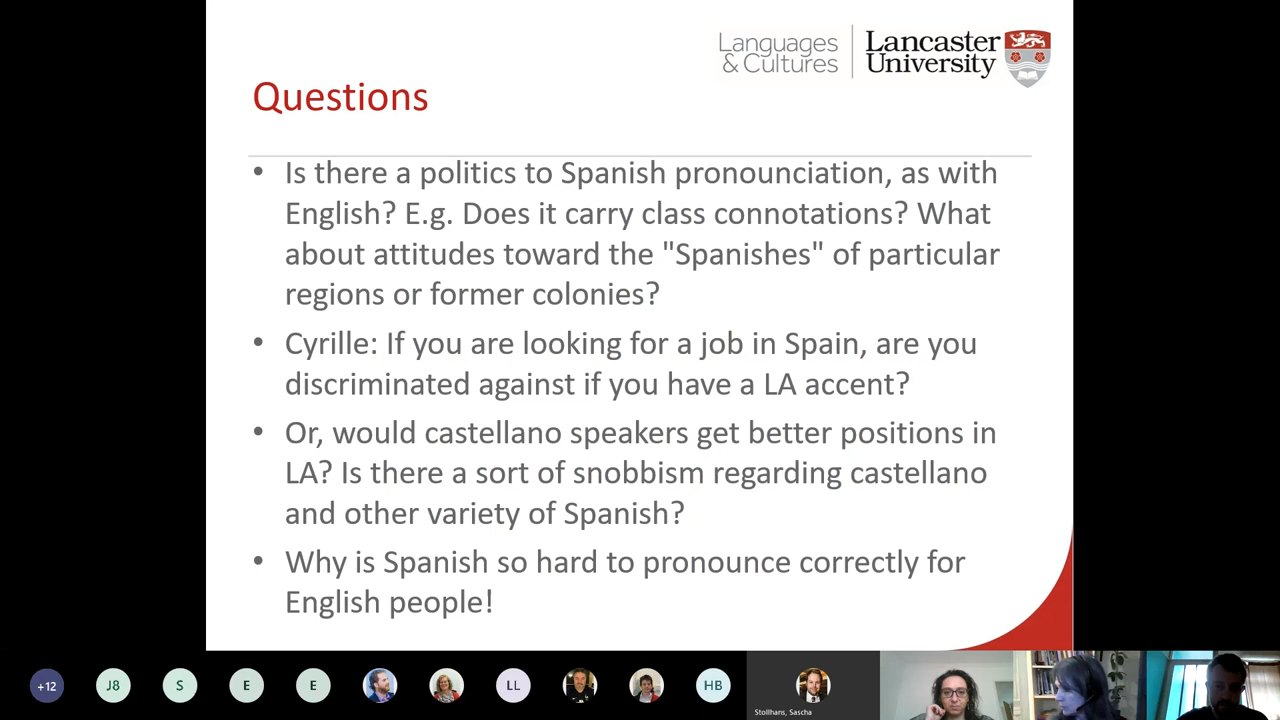 Languages
& Cultures
Lancaster
University
Questions
• Is there a politics to Spanish pronounciation, as with
English? E.g. Does it carry class connotations? What
about attitudes toward the "Spanishes" of particular
regions or former colonies?
• Cyrille: If you are looking for a job in Spain, are you
discriminated against if you have a LA accent?
• Or, would castellano speakers get better positions in
LA? Is there a sort of snobbism regarding castellano
and other variety of Spanish?
• Why is Spanish so hard to pronounce correctly for
English people!
+12
J8
S
E
E
LL
HB
Stollhans, Sascha